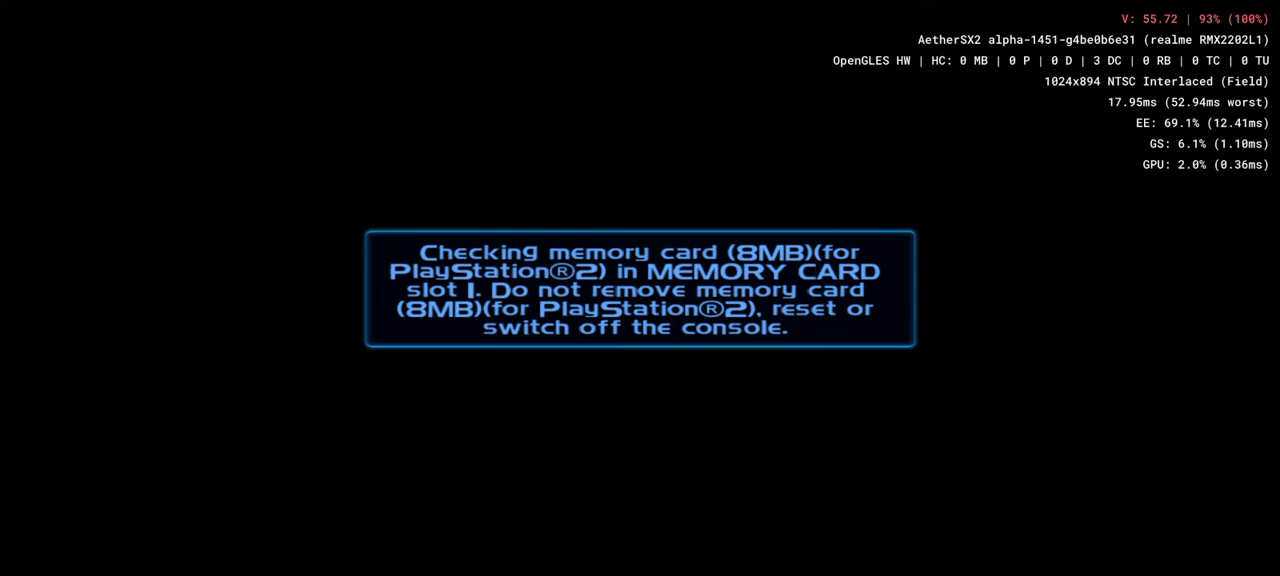 V: 55.72 | 93% (100%)
AetherSX2 alpha-1451-g4be0b6e31 (realme RMX2202L1)
OpenGLES HW | HC: 0 MB | 0 P | 0 D | 3 DC | 0 RB | 0 TC | 0 TU
1024x894 NTSC Interlaced (Field)
17.95ms (52.94ms worst)
EE: 69.1% (12.41ms)
GS: 6.1% (1.10ms)
GPU: 2.0% (0.36ms)
Checking memory card (8MB)(for
PlayStation®2) in MEMORY CARD
slot 1. Do not remove memory card
(8MB)(for PlayStation®2), reset or
switch off the console.